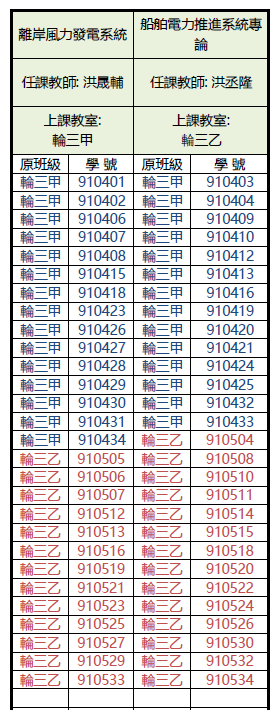 離岸風力發電系統 船舶電力推進系統專論
任課教師: 洪晟輔 任課教師: 洪丞隆
上課教室: 上課教室:
輪三甲 輪三乙
原班級 學 號 原班級 學 號
輪三甲 910401 輪三甲 910403
輪三甲 910402 輪三甲 910404
輪三甲 910406 輪三甲 910409
輪三甲 910407 輪三甲 910410
輪三甲 910408 輪三甲 910412
輪三甲 910415 輪三甲 910413
輪三甲 910418 輪三甲 910416
輪三甲 910423 輪三甲 910419
輪三甲 910426 輪三甲 910420
輪三甲 910427 輪三甲 910421
輪三甲 910428 輪三甲 910424
輪三甲 910429 輪三甲 910425
輪三甲 910430 輪三甲 910432
輪三甲 910431 輪三甲 910433
輪三甲 910434 輪三乙 910504
輪三乙 910505 輪三乙 910508
輪三乙 910506 輪三乙 910510
輪三乙 910507 輪三乙 910511
輪三乙 910512 輪三乙 910514
輪三乙 910513 輪三乙 910515
輪三乙 910516 輪三乙 910518
輪三乙 910519 輪三乙 910520
輪三乙 910521 輪三乙 910522
輪三乙 910523 輪三乙 910524
輪三乙 910525 輪三乙 910526
輪三乙 910527 輪三乙 910530
輪三乙 910529 輪三乙 910532
輪三乙 910533 輪三乙 910534